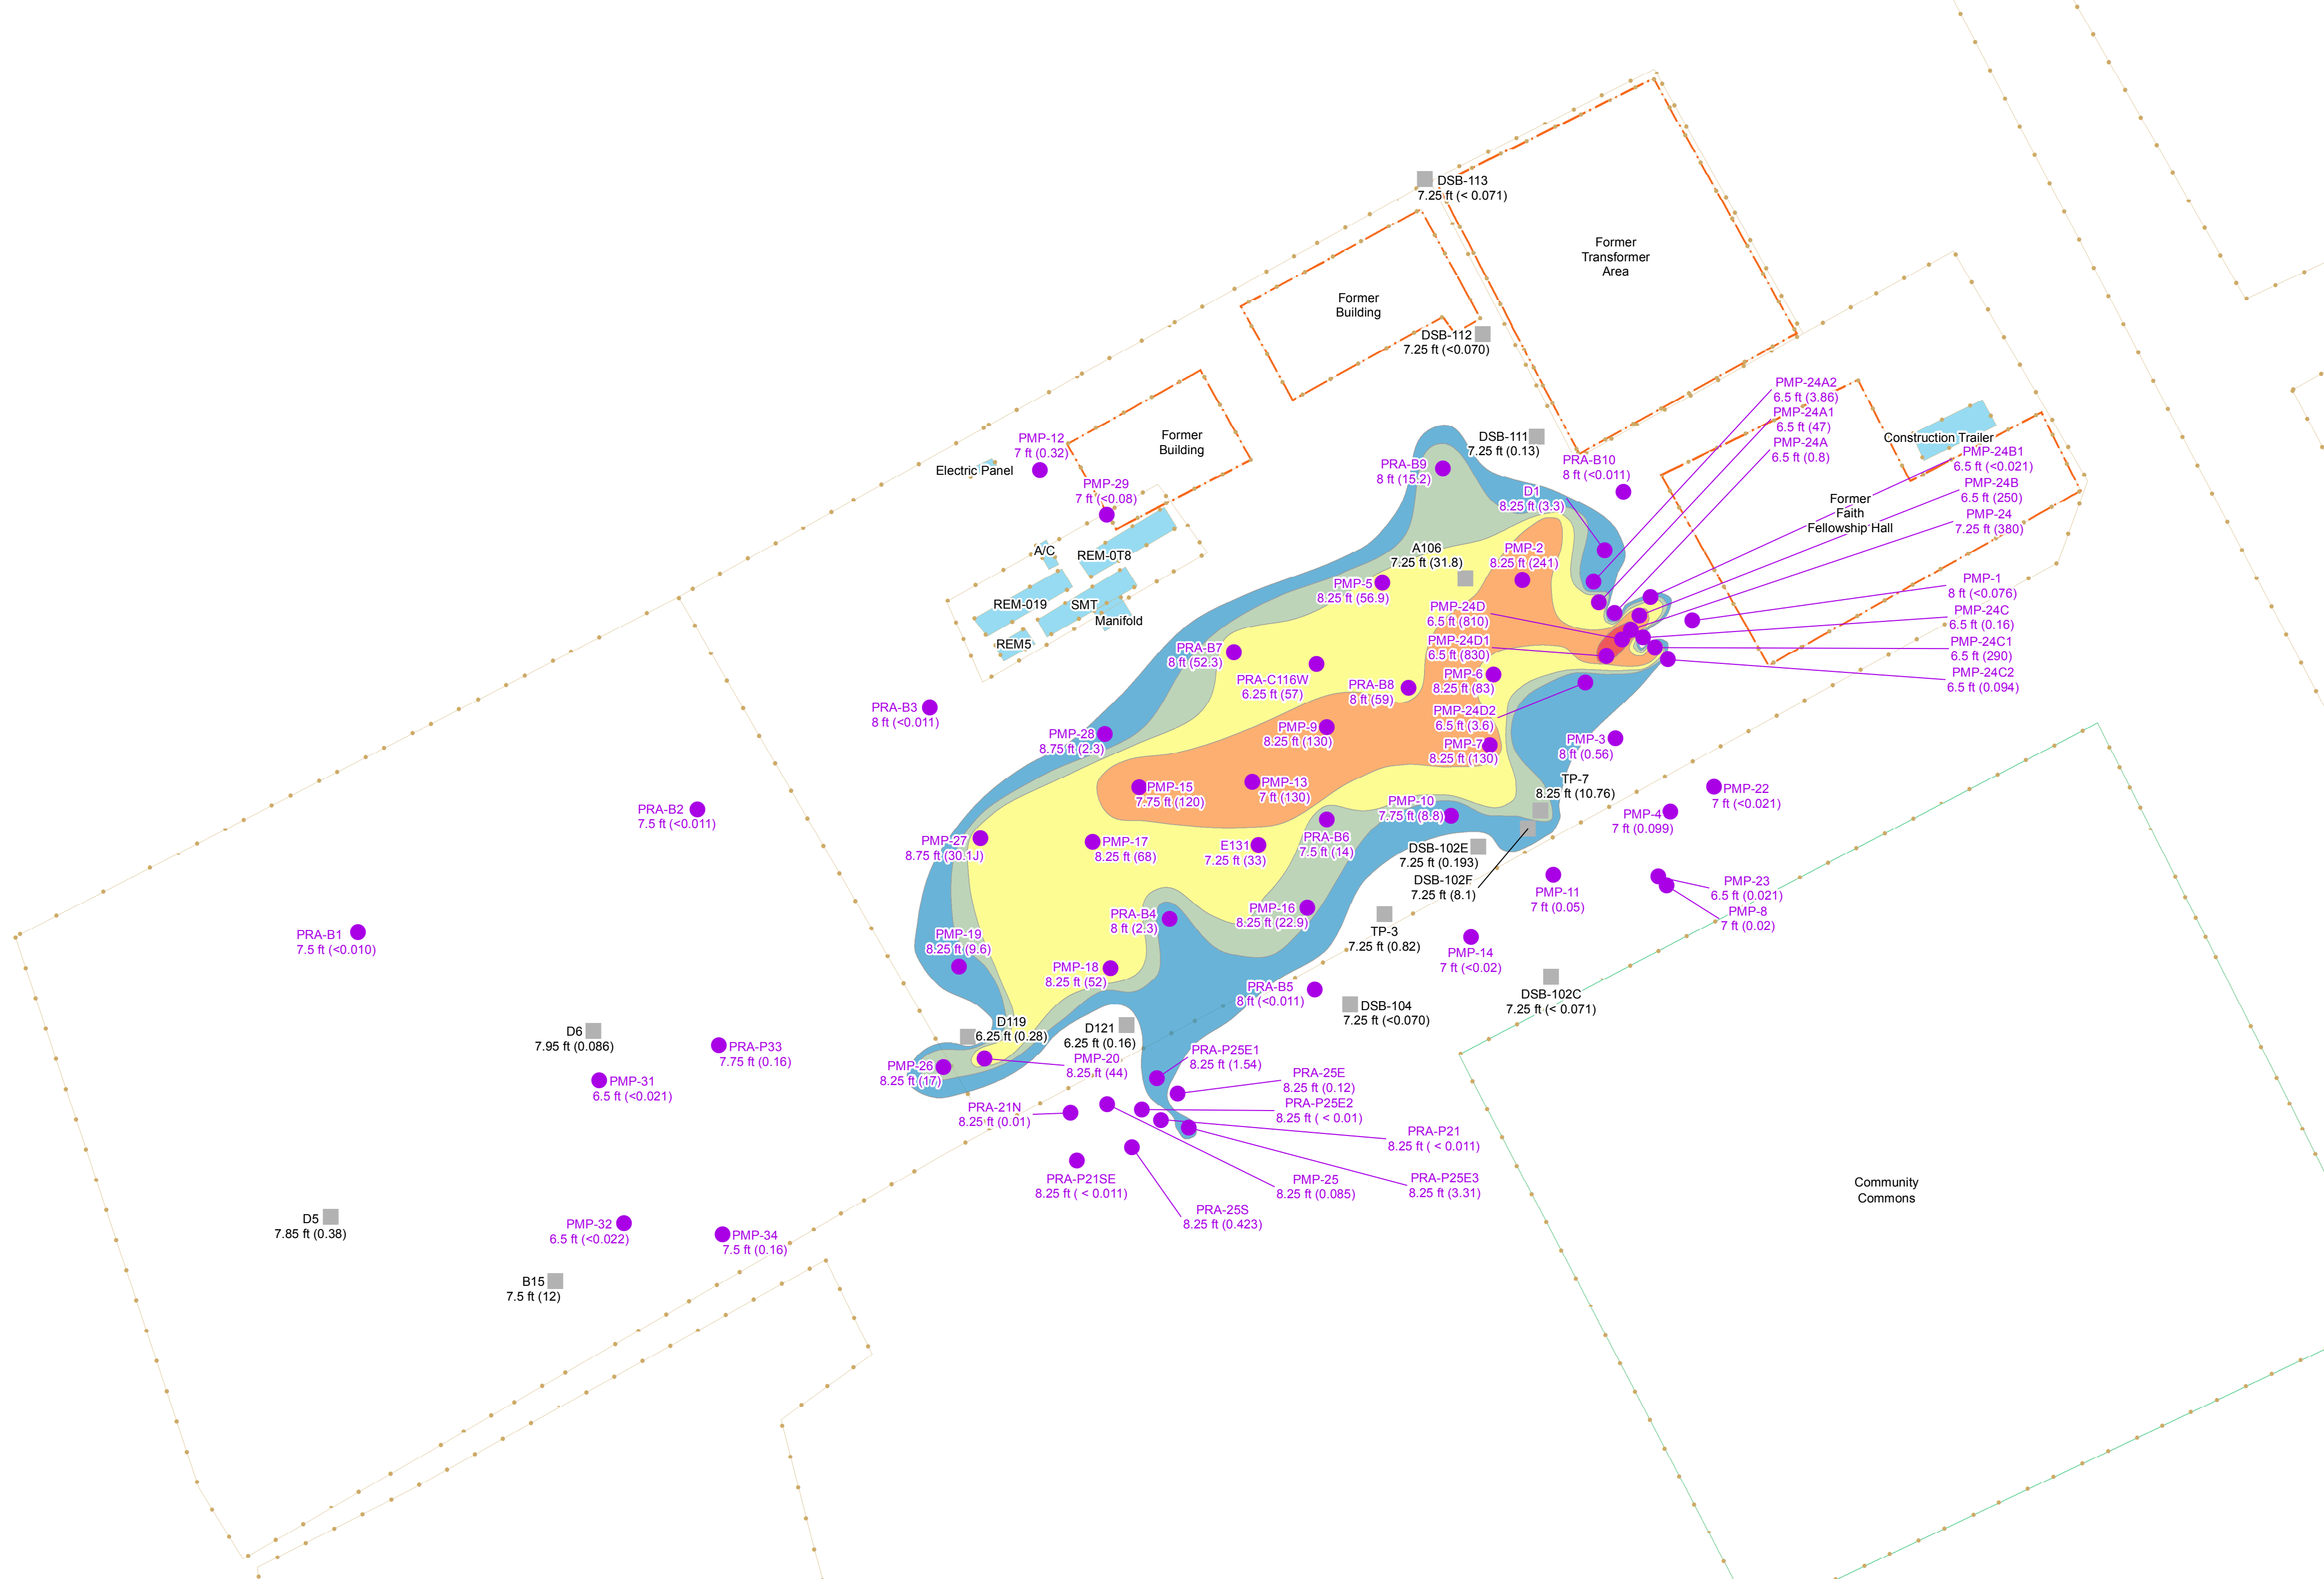 DSB-113
7.25 ft (< 0.071)
Former
Transformer
Area
Former
Building
DSB-112
7.25 ft (<0.070)
PMP-24A2
6.5 ft (3.86)
PMP-24A1
6.5 ft (47)
PMP-24A
6.5 ft (0.8)
Former
Building
PMP-12
7 ft (0.32)
Electric Panel
PMP-29
7 ft (<0.08)
DSB-111
7.25 ft (0.13)
PRA-B9
8 ft (15.2)
PRA-B10
8 ft (<0.011)
D1
8.25 ft (3.3)
Construction Trailer
PMP-24B1
6.5 ft (<0.021)
PMP-24B
6.5 ft (250)
PMP-24
7.25 ft (380)
Former
Faith
Fellowship Hall
A/C
REM-0T8
REM-019
SMT
Manifold
REM5
A106
7.25 ft (31.8)
PMP-2
8.25 ft (241)
PMP-5
8.25 ft (56.9)
PMP-24D
6.5 ft (810)
PMP-24D1
6.5 ft (830)
PMP-1
8 ft (<0.076)
PMP-24C
6.5 ft (0.16)
PMP-24C1
6.5 ft (290)
PMP-24C2
6.5 ft (0.094)
PRA-B7
8 ft (52.3)
PRA-C116W
6.25 ft (57)
PRA-B8
8 ft (59)
PMP-6
8.25 ft (83)
PMP-24D2
6.5 ft (3.6)
PRA-B3
8 ft (<0.011)
PMP-28
8.75 ft (2.3)
PMP-9
8.25 ft (130)
PMP-7
8.25 ft (130)
PMP-3
8 ft (0.56)
PMP-15
7.75 ft (120)
PMP-13
7 ft (130)
TP-7
8.25 ft (10.76)
PMP-22
7 ft (<0.021)
PRA-B2
7.5 ft (<0.011)
PMP-10
7.75 ft (8.8)
PMP-4
7 ft (0.099)
PMP-27
8.75 ft (30.1J)
PMP-17
8.25 ft (68)
E131
7.25 ft (33)
PRA-B6
7.5 ft (14)
DSB-102E
7.25 ft (0.193)
DSB-102F
7.25 ft (8.1)
PMP-11
7 ft (0.05)
PMP-23
6.5 ft (0.021)
PMP-8
7 ft (0.02)
PRA-B4
8 ft (2.3)
PMP-16
8.25 ft (22.9)
TP-3
7.25 ft (0.82)
PRA-B1
7.5 ft (<0.010)
PMP-19
8.25 ft (9.6)
PMP-18
8.25 ft (52)
PMP-14
7 ft (<0.02)
PRA-B5
8 ft (<0.011)
DSB-104
7.25 ft (<0.070)
DSB-102C
7.25 ft (< 0.071)
D6
7.95 ft (0.086)
D119
6.25 ft (0.28)
D121
6.25 ft (0.16)
PRA-P33
7.75 ft (0.16)
PMP-26
8.25 ft (17)
PMP-20
8.25 ft (44)
PRA-P25E1
8.25 ft (1.54)
PMP-31
6.5 ft (<0.021)
PRA-25E
8.25 ft (0.12)
PRA-21N
8.25 ft (0.01)
PRA-P25E2
8.25 ft ( < 0.01)
PRA-P21
8.25 ft ( < 0.011)
PRA-P21SE
8.25 ft ( < 0.011)
PMP-25
8.25 ft (0.085)
PRA-P25E3
8.25 ft (3.31)
PRA-25S
8.25 ft (0.423)
Community
Commons
D5
7.85 ft (0.38)
PMP-32
6.5 ft (<0.022)
PMP-34
7.5 ft (0.16)
B15
7.5 ft (12)